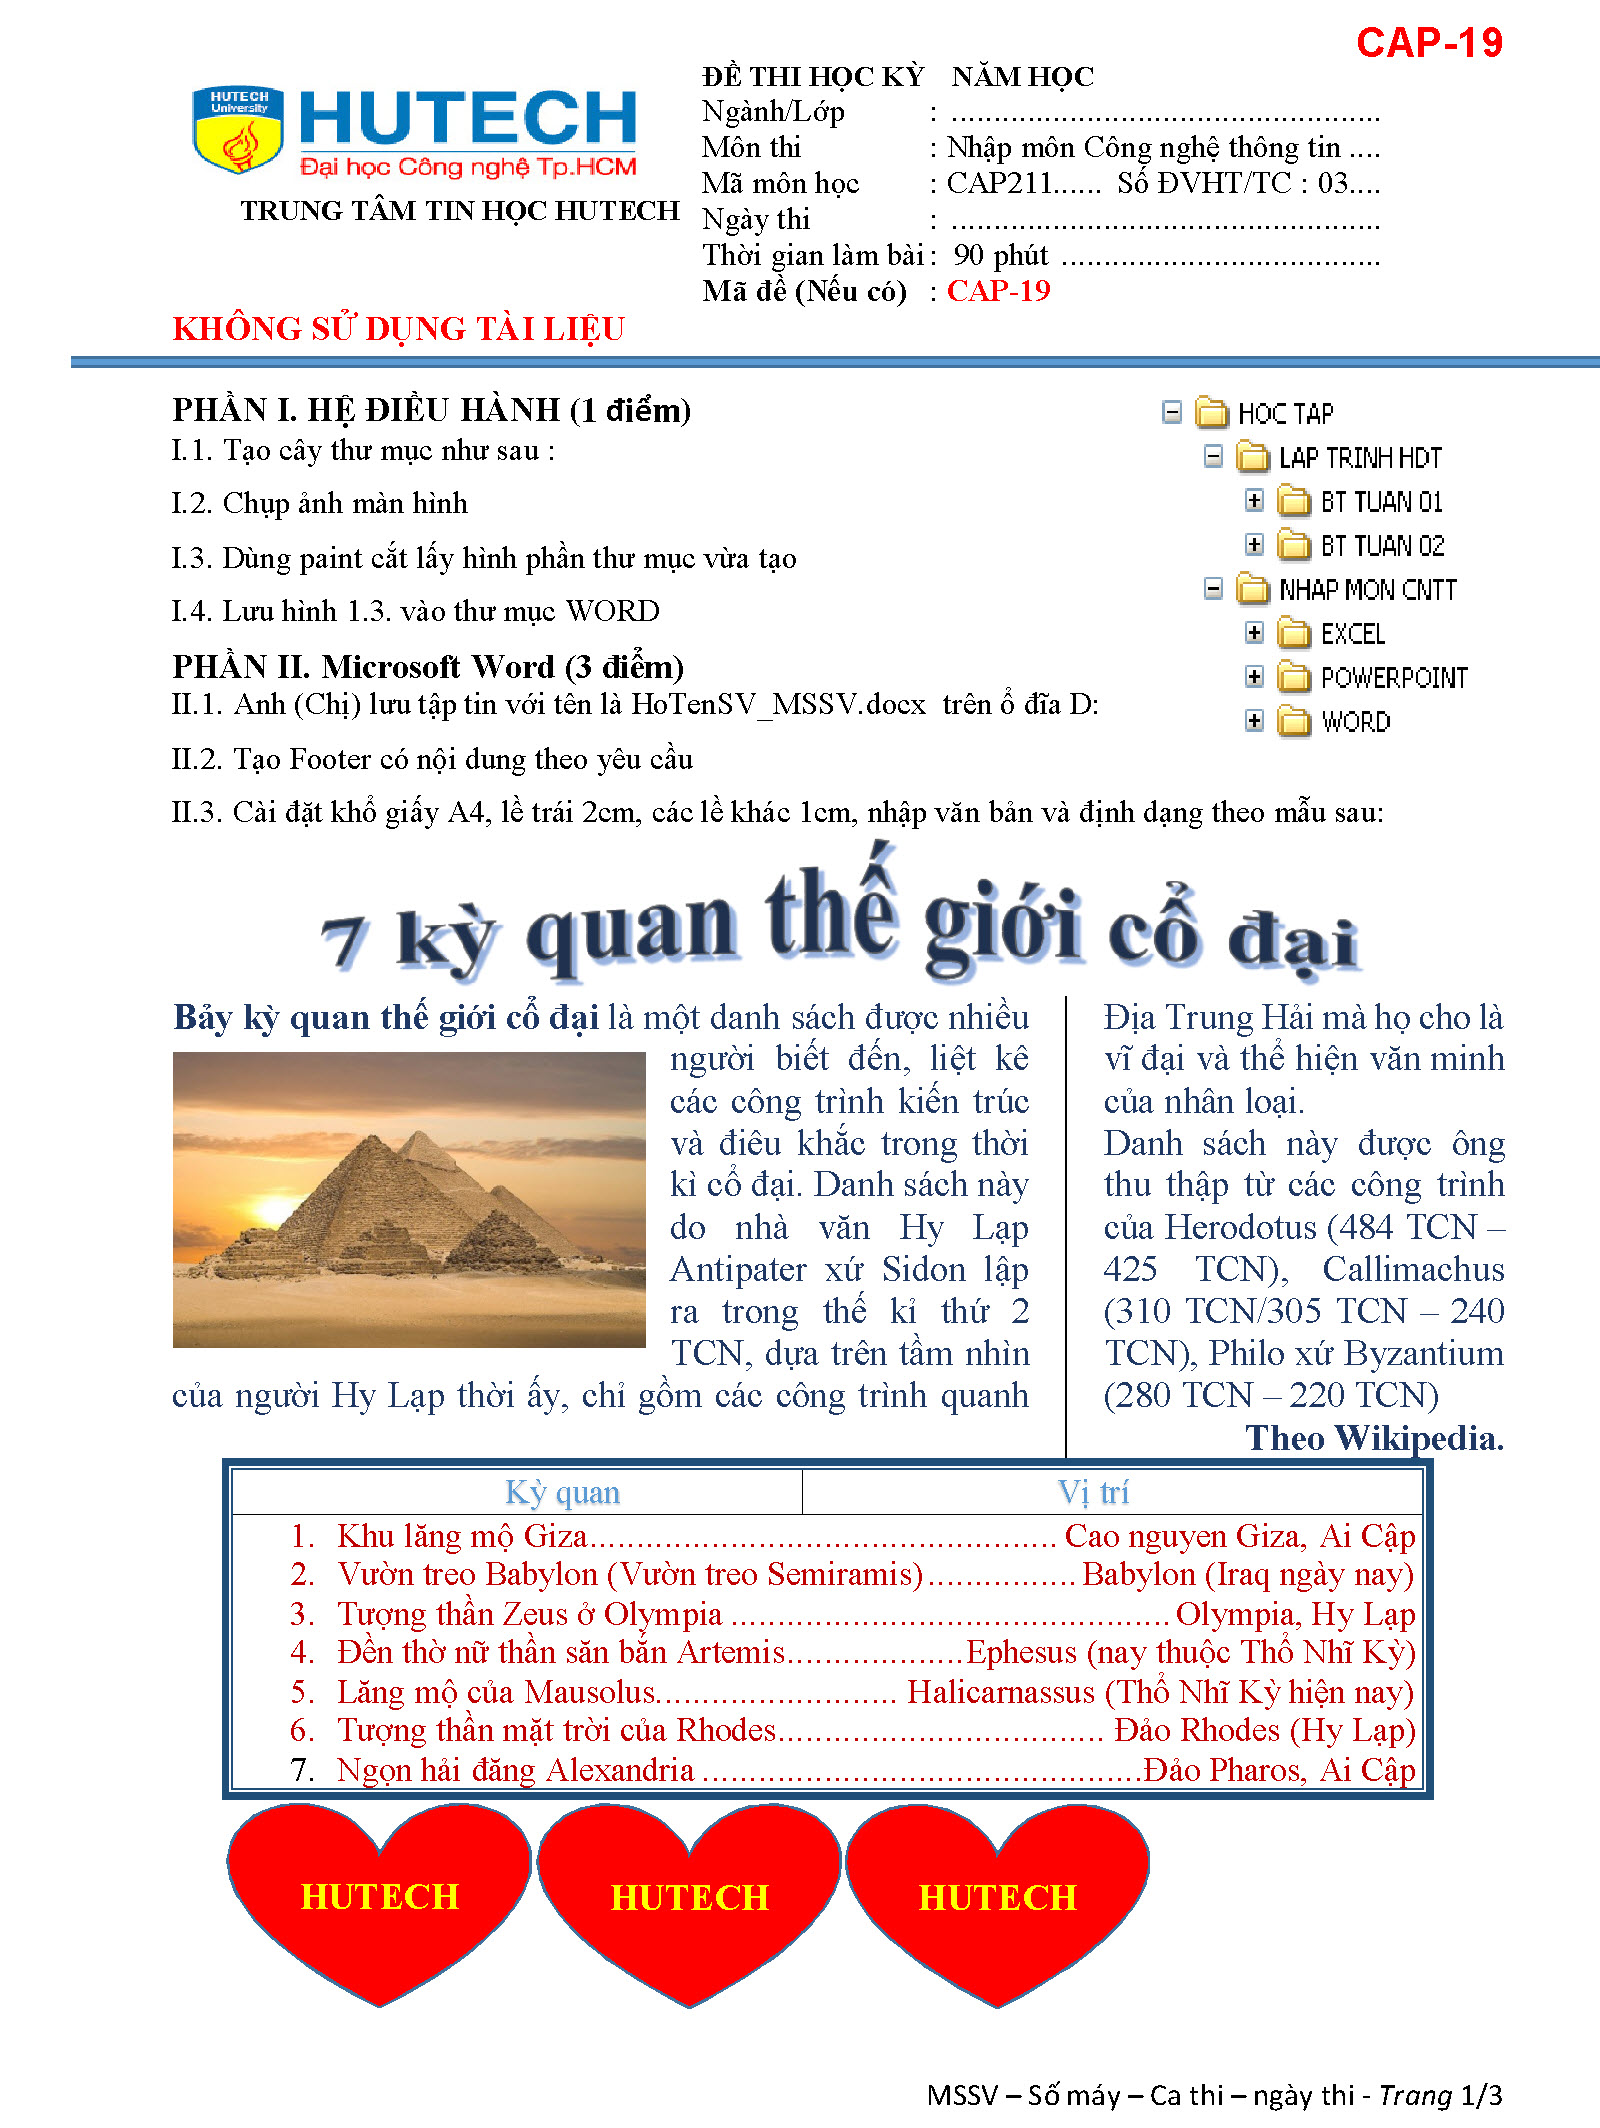 CAP-19
HUTECH
University
HUTECH
Đại học Công nghệ Tp.HCM
TRUNG TÂM TIN HỌC HUTECH
ĐỀ THI HỌC KỲ NĂM HỌC
Ngành/Lớp : ...................................................
Môn thi : Nhập môn Công nghệ thông tin ....
Mã môn học : CAP211...... Số ĐVHT/TC : 03....
Ngày thi : ...................................................
Thời gian làm bài : 90 phút ......................................
Mã đề (Nếu có) : CAP-19
KHÔNG SỬ DỤNG TÀI LIỆU
PHẦN I. HỆ ĐIỀU HÀNH (1 điểm)
I.1. Tạo cây thư mục như sau :
I.2. Chụp ảnh màn hình
I.3. Dùng paint cắt lấy hình phần thư mục vừa tạo
I.4. Lưu hình 1.3. vào thư mục WORD
HOC TAP
LAP TRINH HDT
BT TUAN 01
BT TUAN 02
NHAP MON CNTT
EXCEL
POWERPOINT
WORD
PHẦN II. Microsoft Word (3 điểm)
II.1. Anh (Chị) lưu tập tin với tên là HoTenSV_MSSV.docx trên ổ đĩa D:
II.2. Tạo Footer có nội dung theo yêu cầu
II.3. Cài đặt khổ giấy A4, lề trái 2cm, các lề khác 1cm, nhập văn bản và định dạng theo mẫu sau:
7 kỳ quan thế giới cổ đại
Bảy kỳ quan thế giới cổ đại là một danh sách được nhiều
người biết đến, liệt kê
các công trình kiến trúc
và điêu khắc trong thời
kì cổ đại. Danh sách này
do nhà văn Hy Lạp
Antipater xứ Sidon lập
ra trong thế kỉ thứ 2
TCN, dựa trên tầm nhìn
của người Hy Lạp thời ấy, chỉ gồm các công trình quanh
Địa Trung Hải mà họ cho là
vĩ đại và thể hiện văn minh
của nhân loại.
Danh sách này được ông
thu thập từ các công trình
của Herodotus (484 TCN –
425 TCN), Callimachus
(310 TCN/305 TCN – 240
TCN), Philo xứ Byzantium
(280 TCN – 220 TCN)
Theo Wikipedia.
Kỳ quan Vị trí
1. Khu lăng mộ Giza.................................................. Cao nguyen Giza, Ai Cập
2. Vườn treo Babylon (Vườn treo Semiramis)................ Babylon (Iraq ngày nay)
3. Tượng thần Zeus ở Olympia ............................................... Olympia, Hy Lạp
4. Đền thờ nữ thần săn bắn Artemis...................Ephesus (nay thuộc Thổ Nhĩ Kỳ)
5. Lăng mộ của Mausolus.......................... Halicarnassus (Thổ Nhĩ Kỳ hiện nay)
6. Tượng thần mặt trời của Rhodes................................... Đảo Rhodes (Hy Lạp)
7. Ngọn hải đăng Alexandria ...............................................Đảo Pharos, Ai Cập
HUTECH HUTECH HUTECH
MSSV – Số máy – Ca thi – ngày thi - Trang 1/3